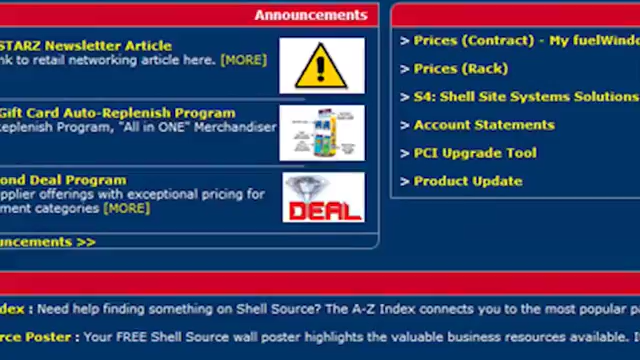 Announcements
STARZ Newsletter Article
nk to retail networking article here. [MORE]
Gift Card Auto-Replenish Program
eplenish Program, "All in ONE" Merchandiser
ond Deal Program
pplier offerings with exceptional pricing for
ment categories [MORE]
DEAL
uncements >>
> Prices (Contract) - My fuelWindo
> Prices (Rack)
> S4: Shell Site Systems Solutions
> Account Statements
> PCI Upgrade Tool
> Product Update
dex : Need help finding something on Shell Source? The A-Z Index connects you to the most popular pa
rce Poster : Your FREE Shell Source wall poster highlights the valuable business resources available.